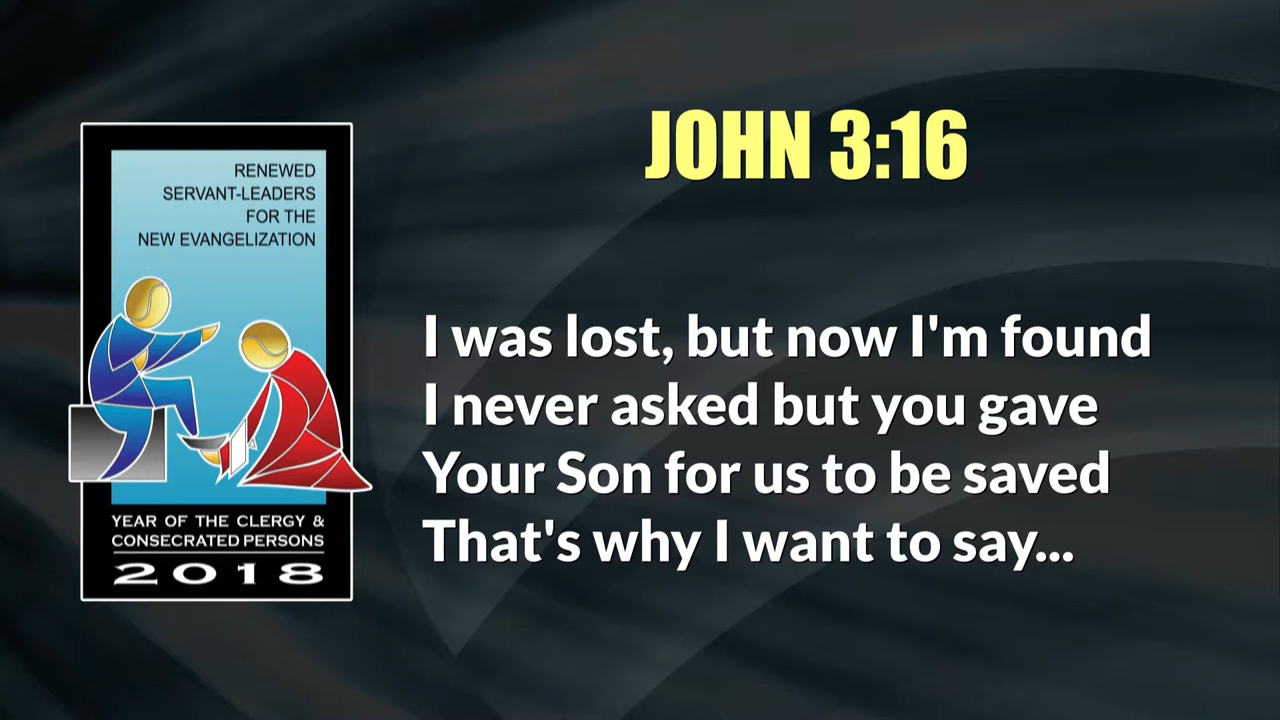 RENEWED
SERVANT-LEADERS
FOR THE
NEW EVANGELIZATION
YEAR OF THE CLERGY &
CONSECRATED PERSONS
2018
JOHN 3:16
I was lost, but now I'm found
I never asked but you gave
Your Son for us to be saved
That's why I want to say...